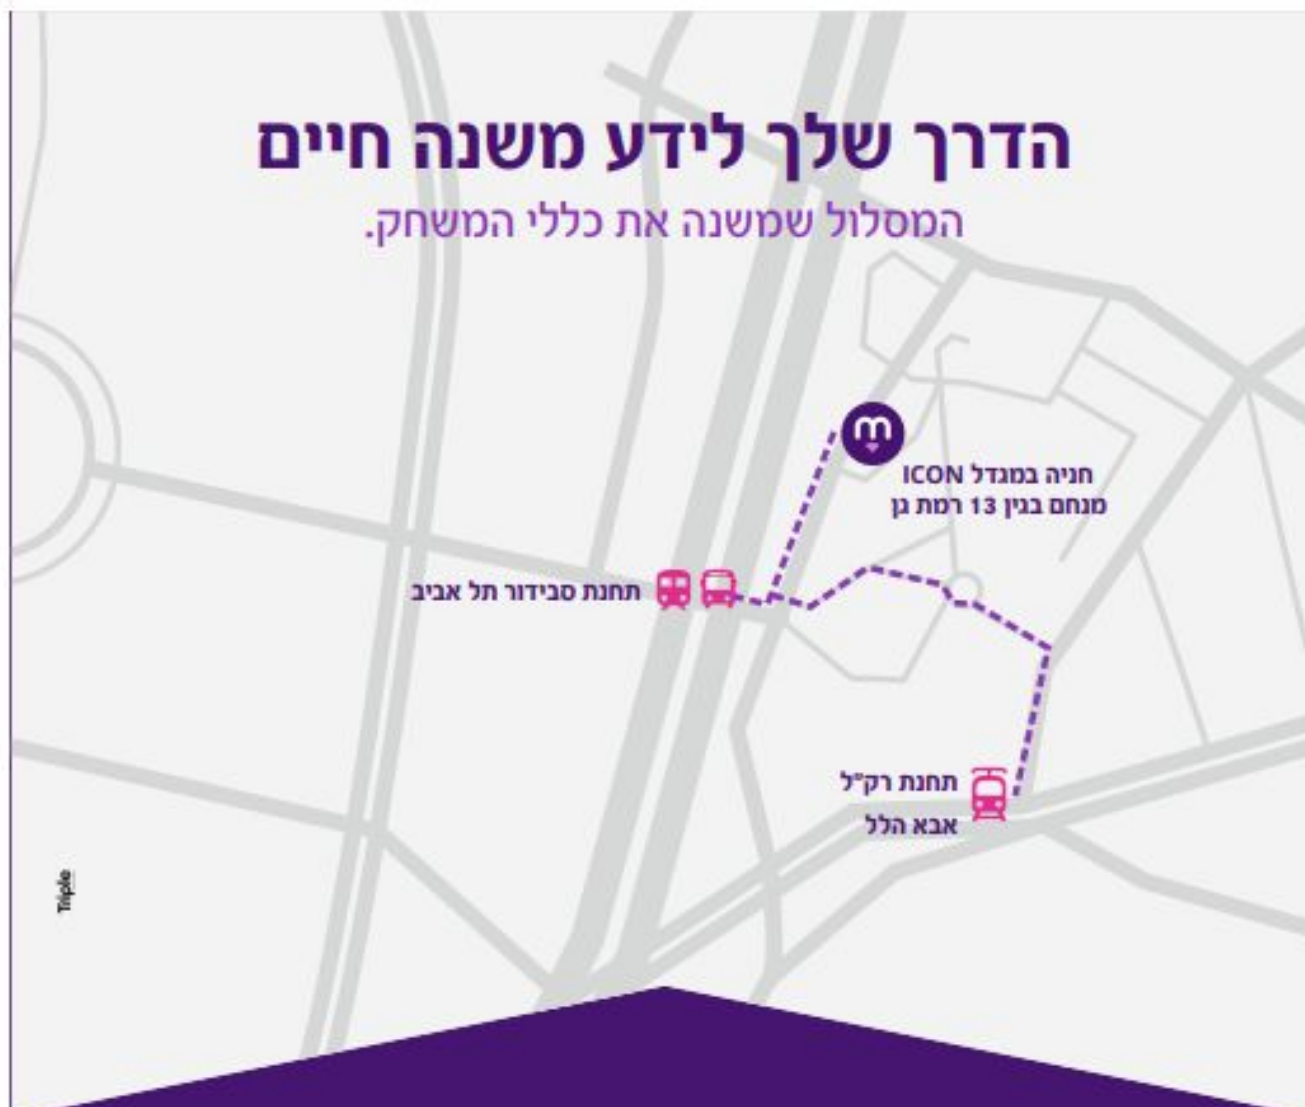 הדרך שלך לידע משנה חיים
המסלול שמשנה את כללי המשחק.
חניה במגדל ICON
מנחם בגין 13 רמת גן
תחנת סבידור תל אביב
תחנת רק"ל
אבא הלל
Triple